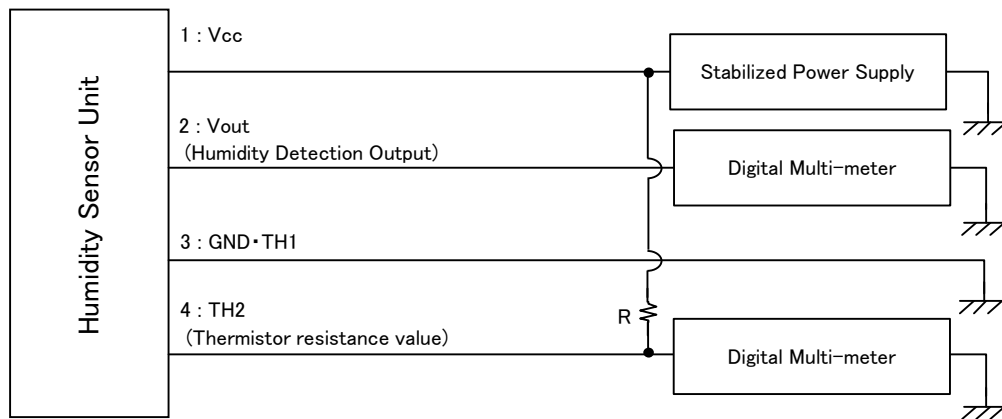 Humidity Sensor Unit
1 : Vcc
Stabilized Power Supply
2 : Vout
(Humidity Detection Output)
Digital Multi-meter
3 : GND・TH1
4 : TH2
(Thermistor resistance value)
R
Digital Multi-meter